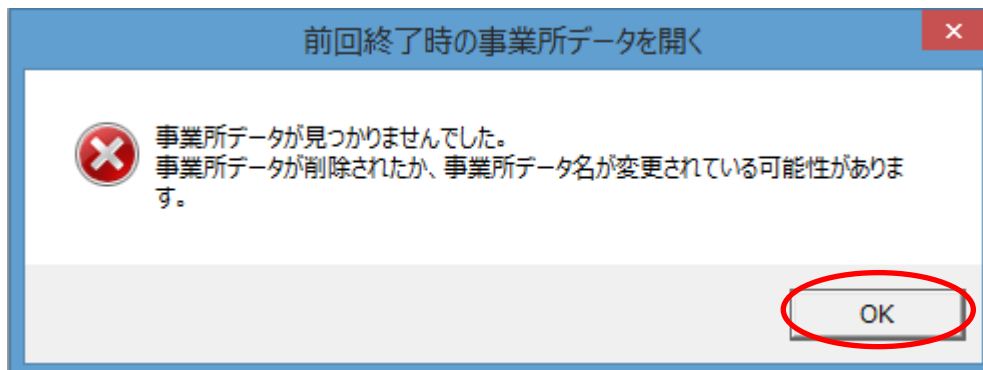 前回終了時の事業所データを開く
事業所データが見つかりませんでした。
事業所データが削除されたか、事業所データ名が変更されている可能性がありま
す。
OK